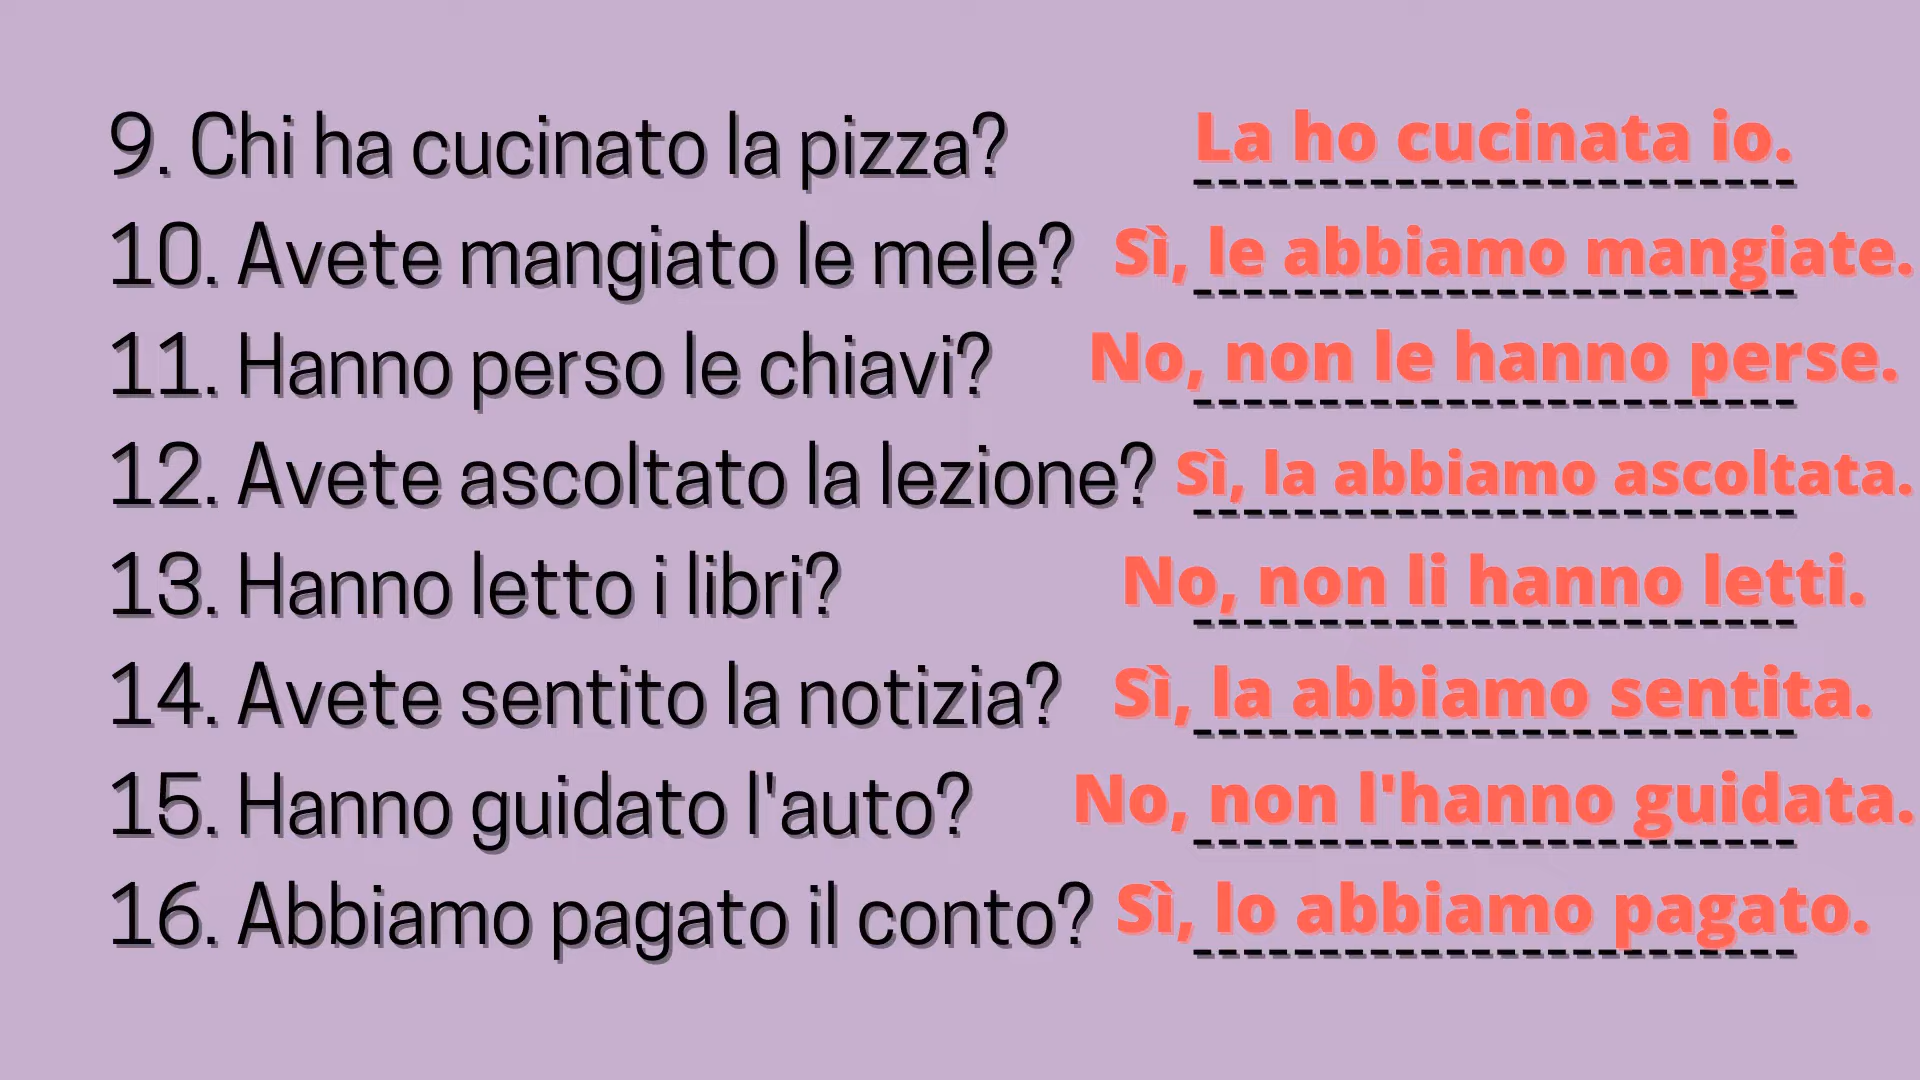 9. Chi ha cucinato la pizza? La ho cucinata io.
10. Avete mangiato le mele? Sì, le abbiamo mangiate.
11. Hanno perso le chiavi? No, non le hanno perse.
12. Avete ascoltato la lezione? Sì, la abbiamo ascoltata.
13. Hanno letto i libri? No, non li hanno letti.
14. Avete sentito la notizia? Sì, la abbiamo sentita.
15. Hanno guidato l'auto? No, non l'hanno guidata.
16. Abbiamo pagato il conto? Sì, lo abbiamo pagato.